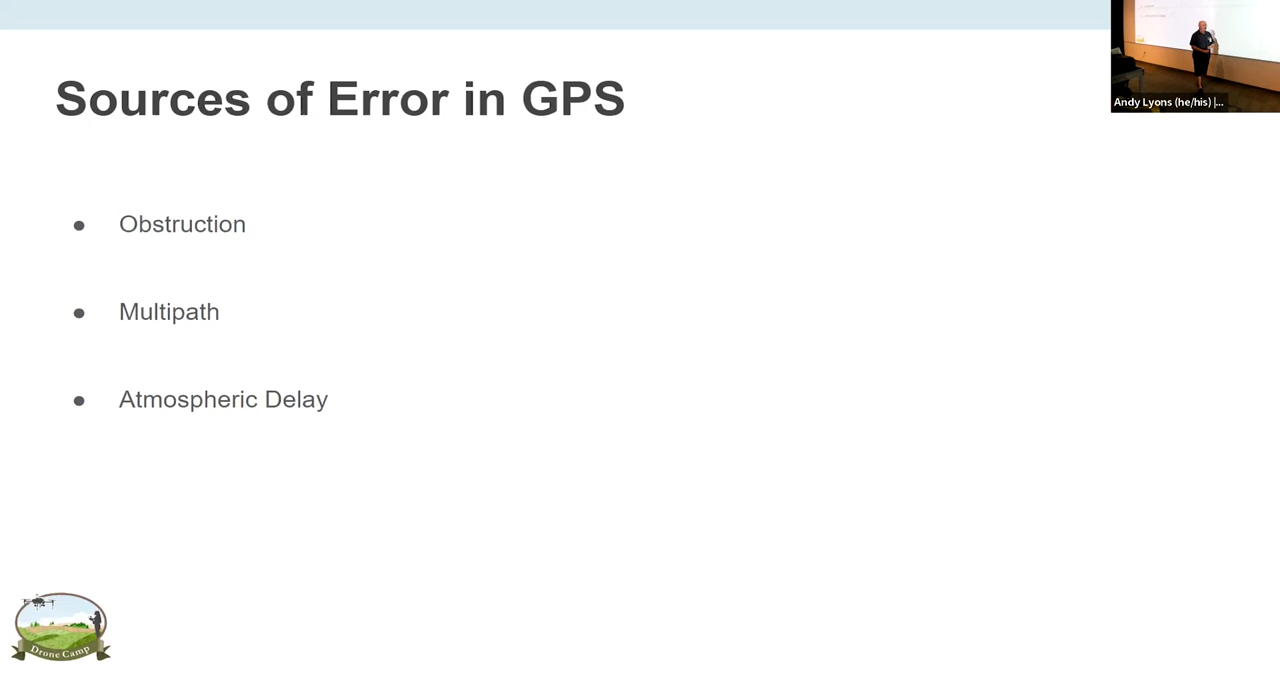 Sources of Error in GPS
Andy Lyons (he/his) |...
● Obstruction
● Multipath
● Atmospheric Delay
Drone Camp